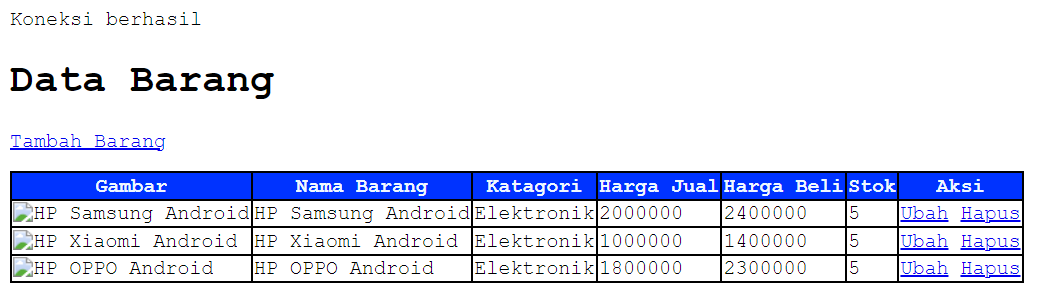 Koneksi berhasil
Data Barang
Tambah Barang
Gambar Nama Barang Katagori Harga Jual Harga Beli Stok Aksi
HP Samsung Android HP Samsung Android Elektronik 2000000 2400000 5 Ubah Hapus
HP Xiaomi Android HP Xiaomi Android Elektronik 1000000 1400000 5 Ubah Hapus
HP OPPO Android HP OPPO Android Elektronik 1800000 2300000 5 Ubah Hapus